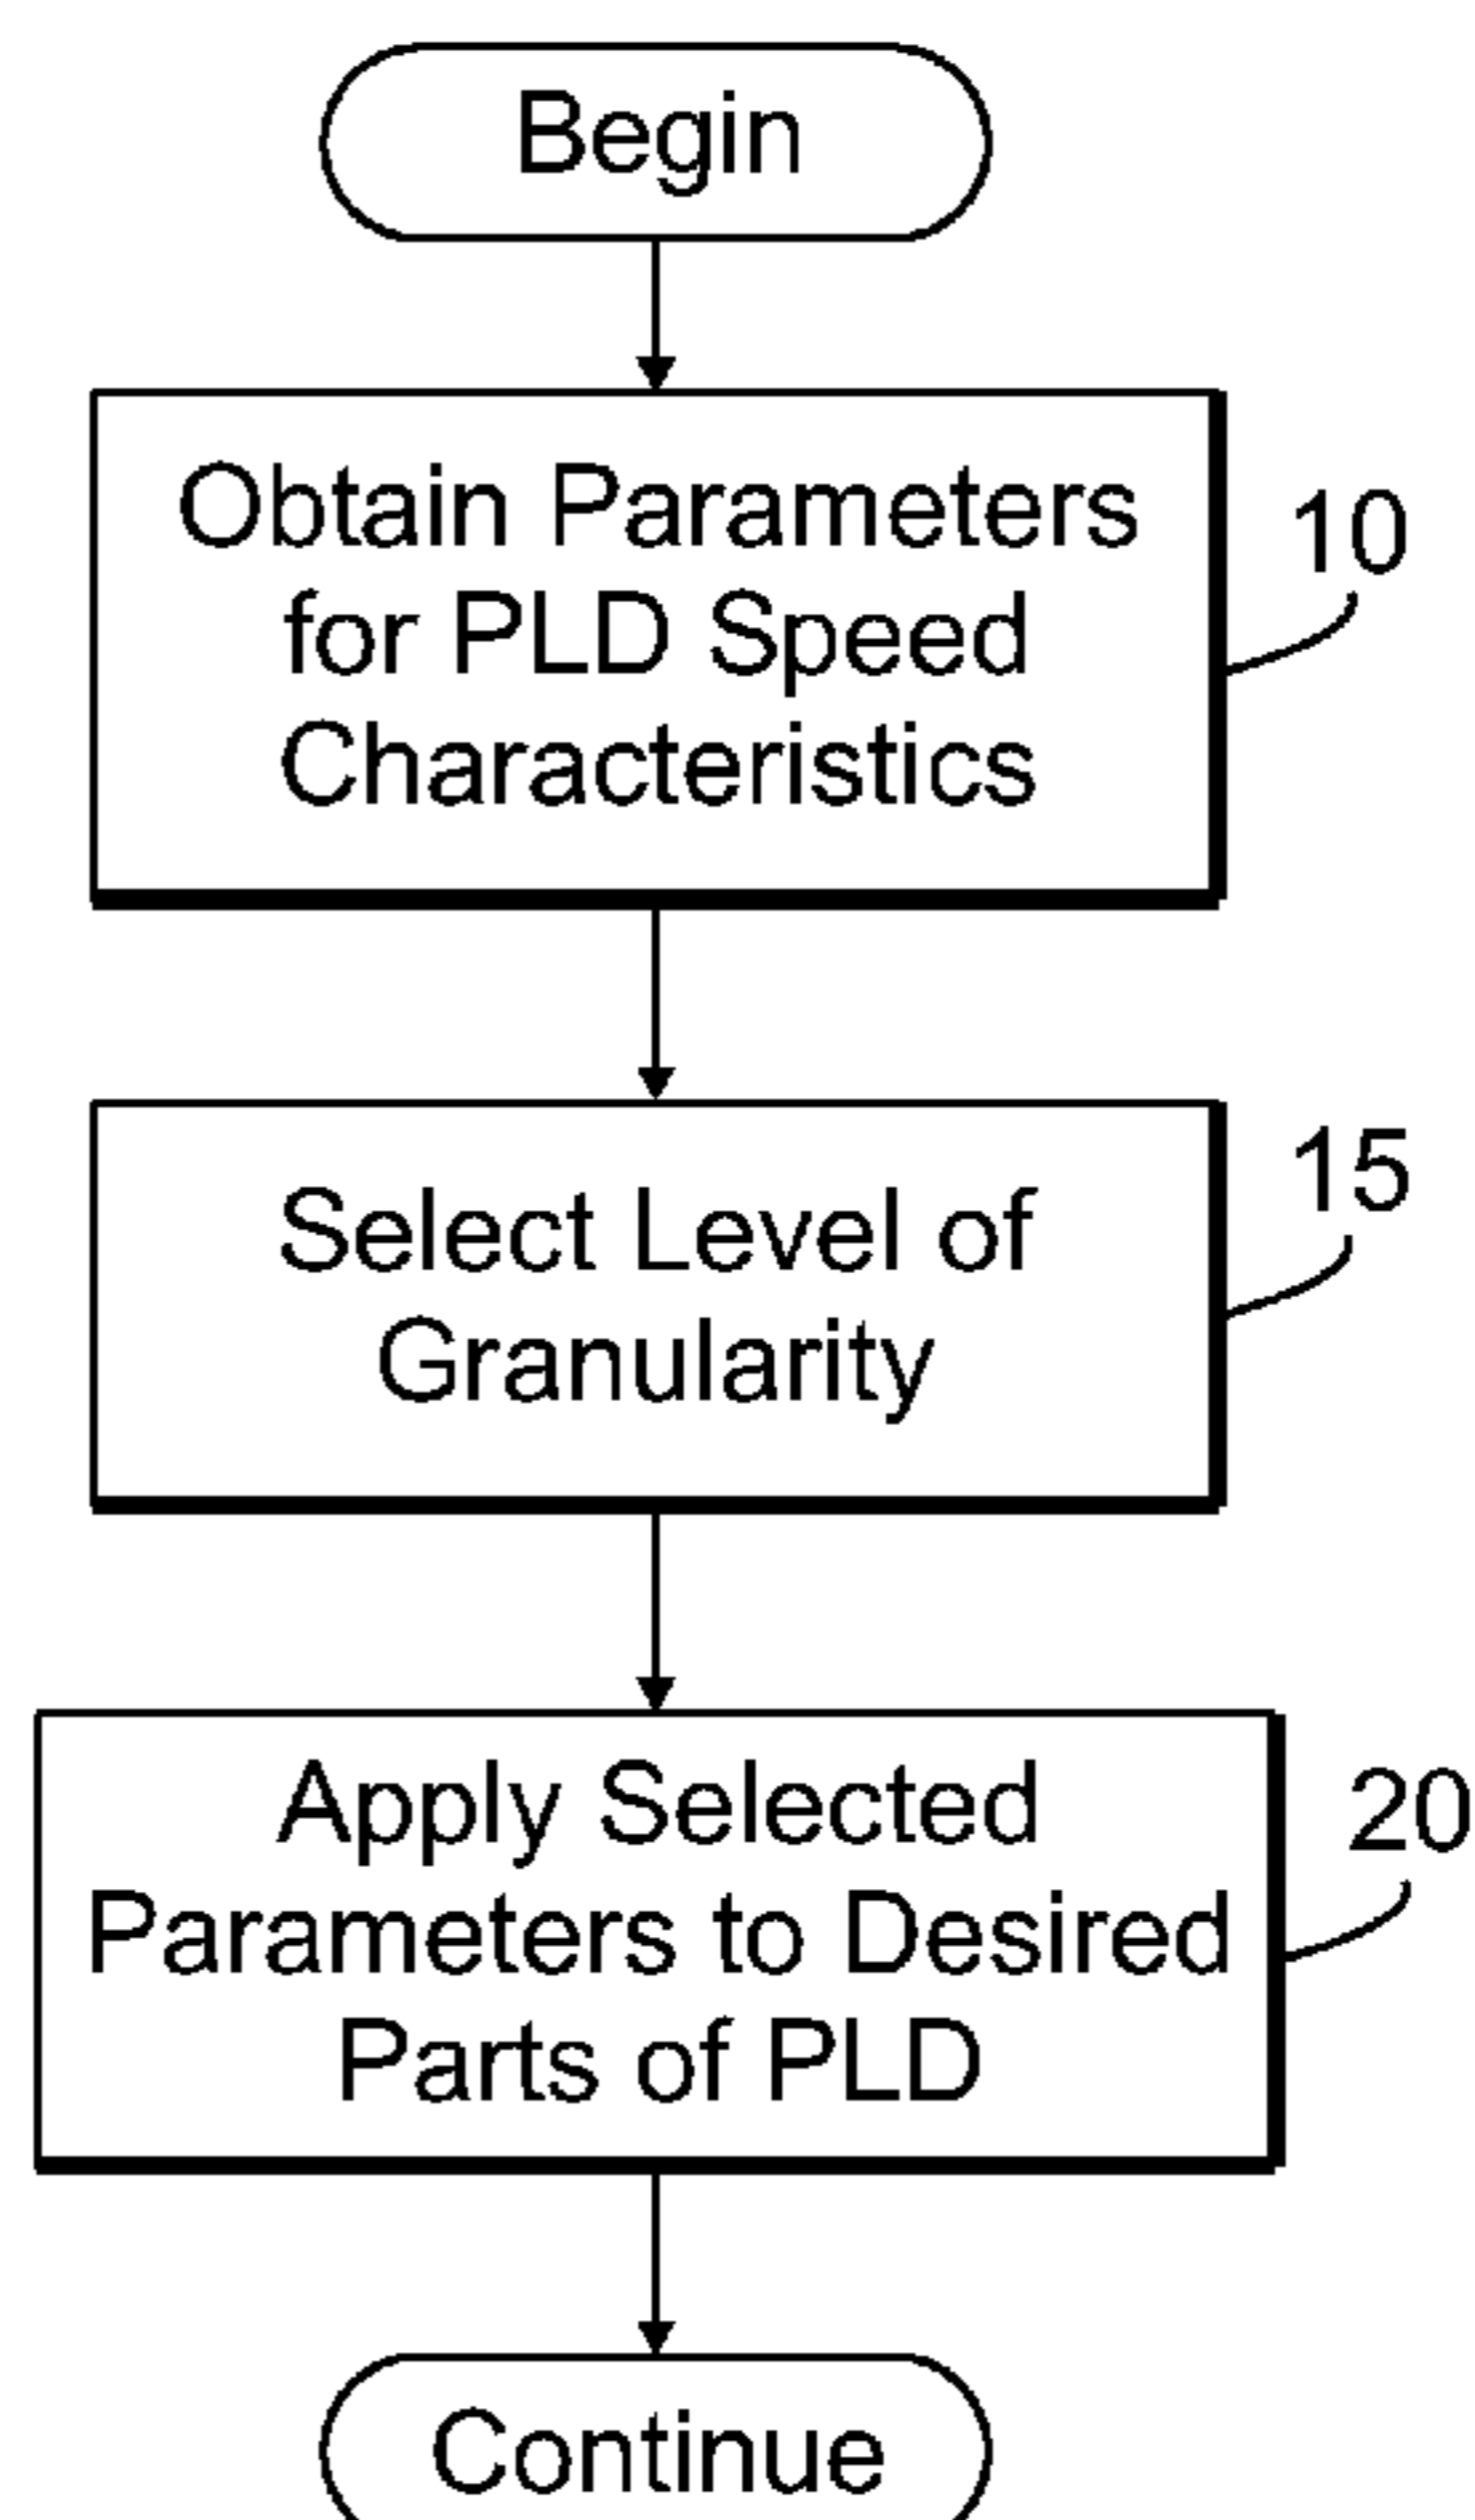 Begin
Obtain Parameters
for PLD Speed
Characteristics
10
Select Level of
Granularity
15
Apply Selected
Parameters to Desired
Parts of PLD
20
Continue